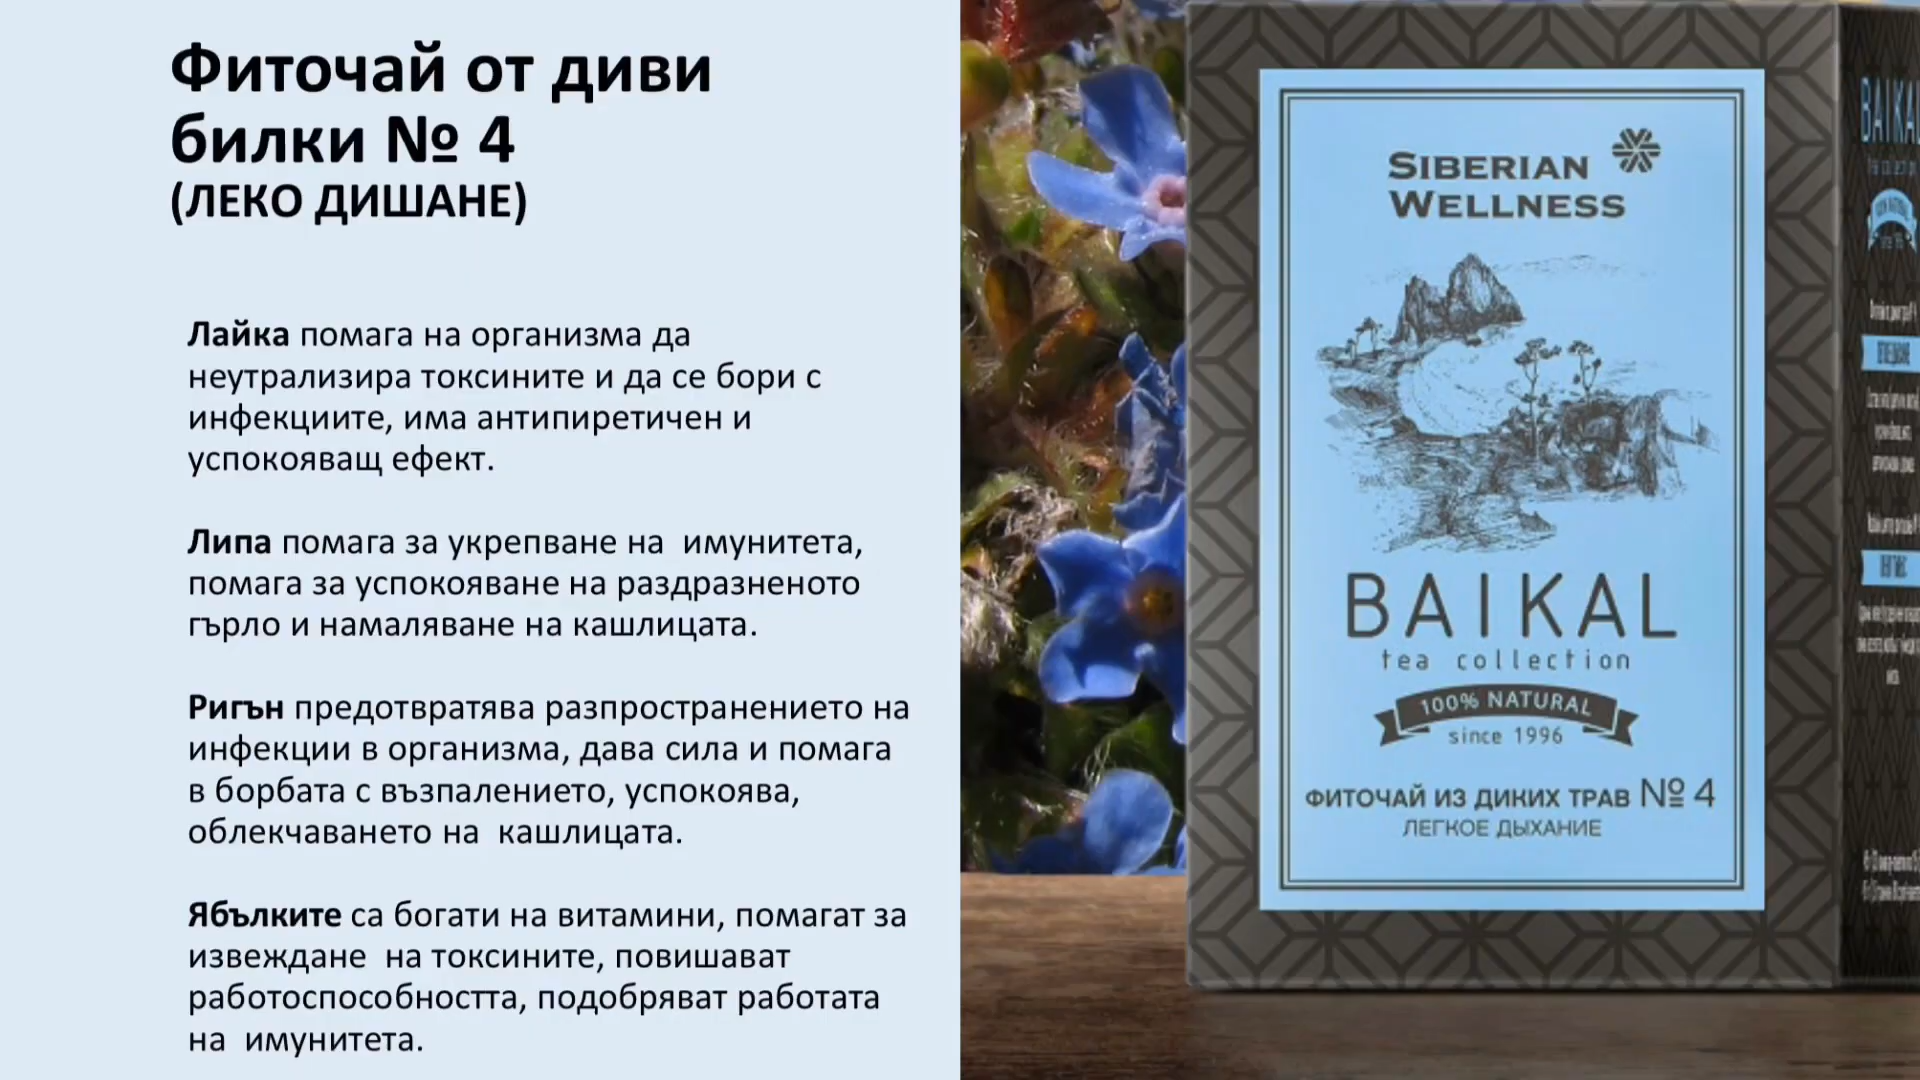 Фиточай от диви
билки № 4
(ЛЕКО ДИШАНЕ)
Лайка помага на организма да
неутрализира токсините и да се бори с
инфекциите, има антипиретичен и
успокояващ ефект.
Липа помага за укрепване на  имунитета,
помага за успокояване на раздразненото
гърло и намаляване на кашлицата.
Ригън предотвратява разпространението на
инфекции в организма, дава сила и помага
в борбата с възпалението, успокоява,
облекчаването на  кашлицата.
Ябълките са богати на витамини, помагат за
извеждане  на токсините, повишават
работоспособността, подобряват работата
на  имунитета.
SIBERIAN
WELLNESS
BAIKAL
tea collection
100% NATURAL
since 1996
ФИТОЧАЙ ИЗ ДИКИХ ТРАВ № 4
ЛЕГКОЕ ДЫХАНИЕ